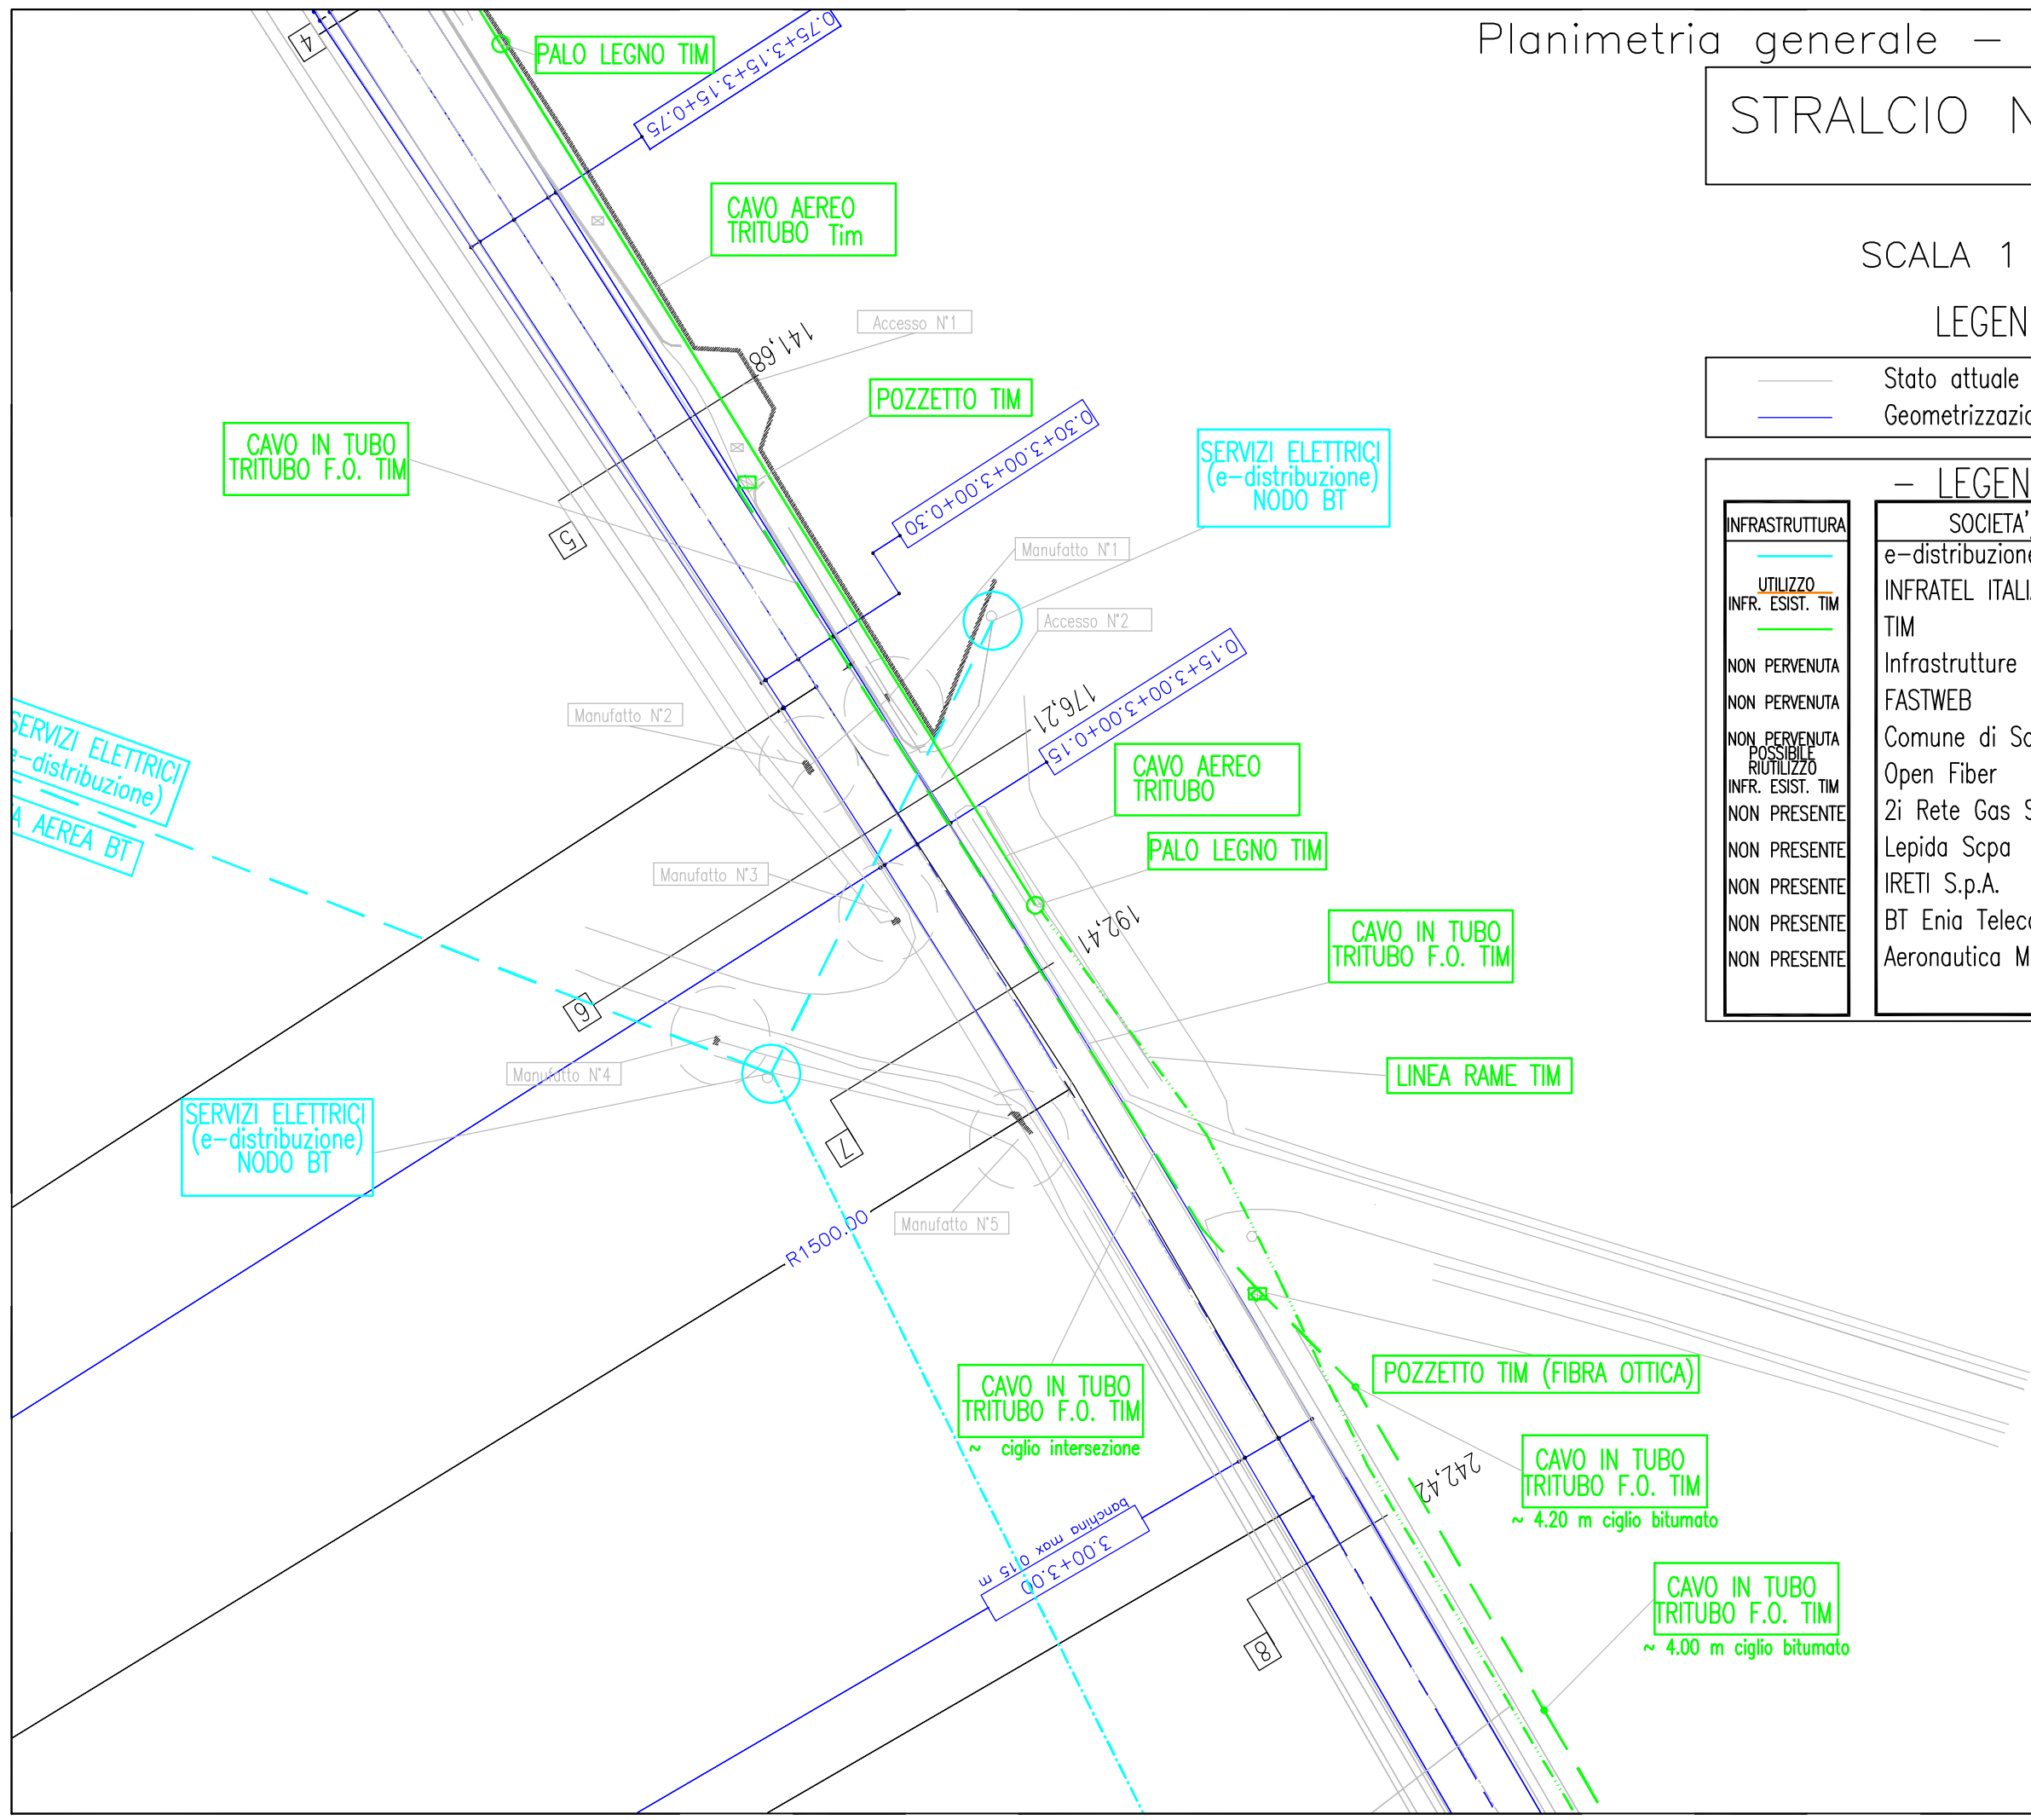 Planimetria generale –
STRALCIO
SCALA 1
Stato attuale
INFRASTRUTTURA
SOCIETA'
e-distribuzione
UTILIZZO
INFR. ESIST. TIM
INFRATEL
TIM
NON PERVENUTA
Infrastrutture
NON PERVENUTA
FASTWEB
NON PERVENUTA
Comune di
POSSIBILE
RIUTILIZZO
INFR. ESIST. TIM
Open Fiber
NON PRESENTE
2i Rete Gas
NON PRESENTE
Lepida Scpa
NON PRESENTE
IRETI S.p.A.
NON PRESENTE
BT Enia
NON PRESENTE
Aeronautica
4
PALO LEGNO TIM
0.75+3.15+3.15+0.75
CAVO AEREO
TRITUBO Tim
Accesso N°1
141,68
POZZETTO TIM
CAVO IN TUBO
TRITUBO F.O. TIM
0.30+3.00+3.00+0.30
SERVIZI ELETTRICI
(e-distribuzione)
NODO BT
5
Manufatto N°1
Accesso N°2
0.15+3.00+3.00+0.15
176,21
Manufatto N°2
SERVIZI ELETTRICI
e-distribuzione)
AEREA BT
CAVO AEREO
TRITUBO
PALO LEGNO TIM
Manufatto N°3
192,41
CAVO IN TUBO
TRITUBO F.O. TIM
6
Manufatto N°4
LINEA RAME TIM
SERVIZI ELETTRICI
(e-distribuzione)
NODO BT
7
Manufatto N°5
R1500.00
POZZETTO TIM (FIBRA OTTICA)
CAVO IN TUBO
TRITUBO F.O. TIM
~ ciglio intersezione
CAVO IN TUBO
TRITUBO F.O. TIM
~ 4.20 m ciglio bitumato
242,42
banchina max 0.15 m
3.00+3.00
CAVO IN TUBO
TRITUBO F.O. TIM
~ 4.00 m ciglio bitumato
8